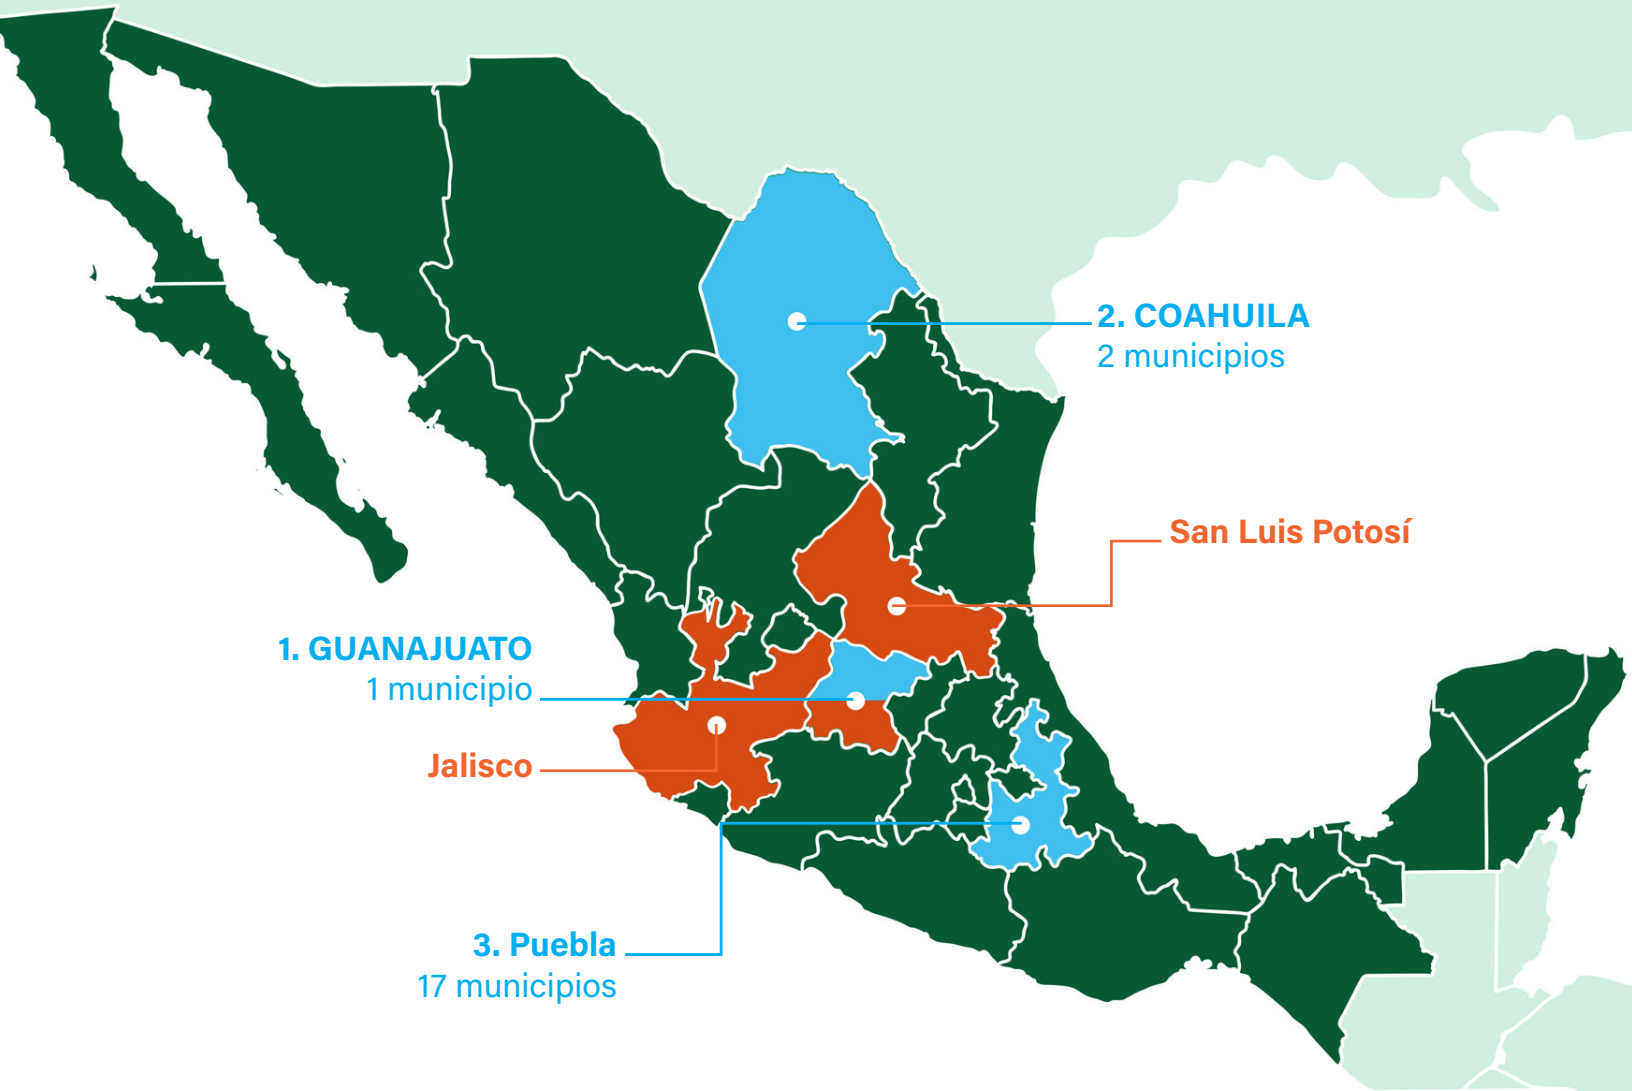 2. COAHUILA
2 municipios
San Luis Potosí
1. GUANAJUATO
1 municipio
Jalisco
3. Puebla
17 municipios